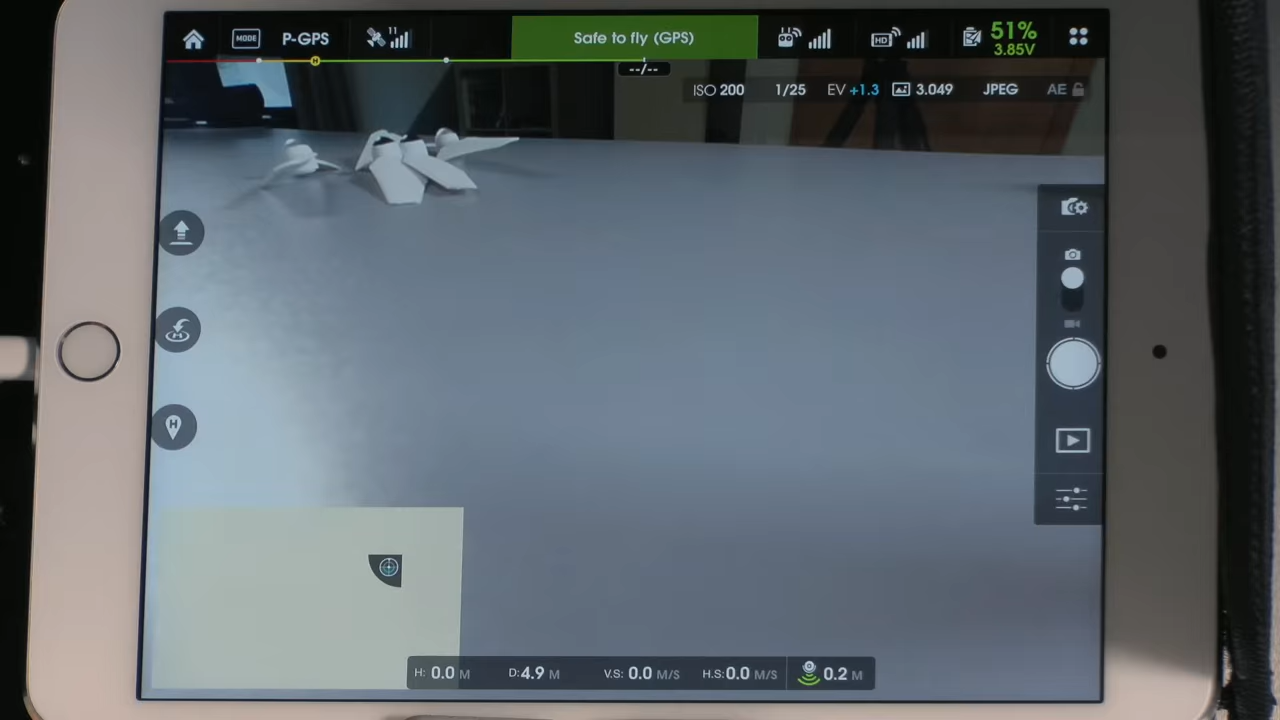 MODE P-GPS 11 Safe to fly (GPS) HD 51%
3.85V
H
--/--
ISO 200 1/25 EV +1.3 3.049 JPEG AE
H
H
H: 0.0 M D:4.9 M V.S: 0.0 M/S H.S:0.0 M/S 0.2 M